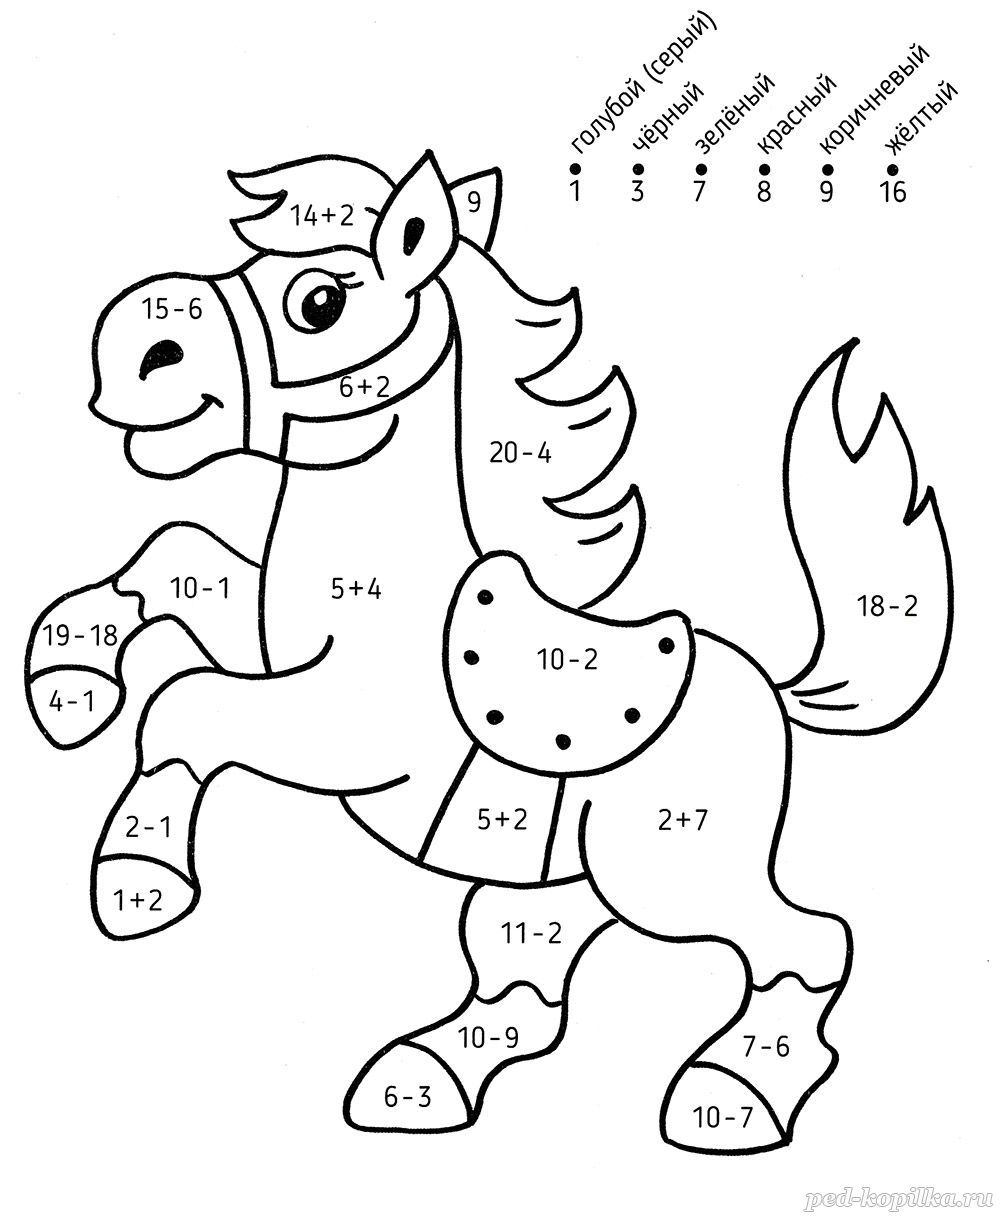 голубой (серый)
чёрный
зелёный
красный
коричневый
жёлтый
1 3 7 8 9 16
14+2
9
15-6
6+2
20-4
10-1
5+4
19-18
18-2
4-1
10-2
2-1
5+2
2+7
1+2
11-2
10-9
7-6
6-3
10-7
ped-kopilka.ru